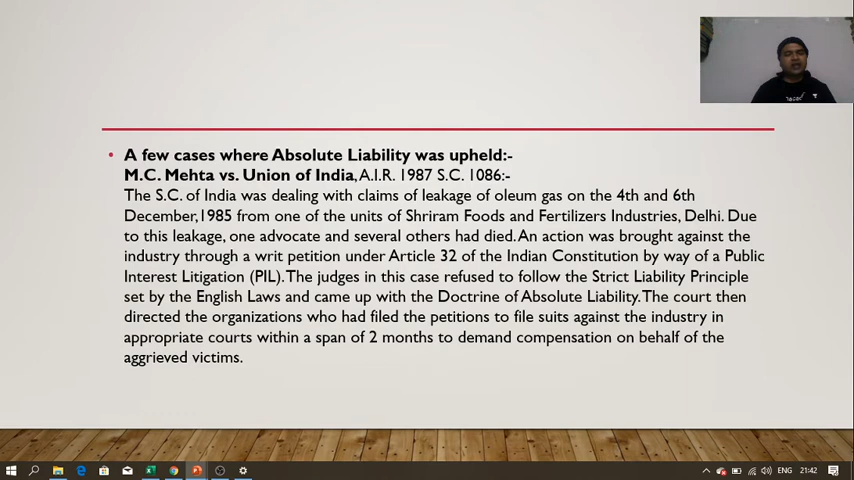 • A few cases where Absolute Liability was upheld:-
M.C. Mehta vs. Union of India, A.I.R. 1987 S.C. 1086:-
The S.C. of India was dealing with claims of leakage of oleum gas on the 4th and 6th
December,1985 from one of the units of Shriram Foods and Fertilizers Industries, Delhi. Due
to this leakage, one advocate and several others had died. An action was brought against the
industry through a writ petition under Article 32 of the Indian Constitution by way of a Public
Interest Litigation (PIL). The judges in this case refused to follow the Strict Liability Principle
set by the English Laws and came up with the Doctrine of Absolute Liability. The court then
directed the organizations who had filed the petitions to file suits against the industry in
appropriate courts within a span of 2 months to demand compensation on behalf of the
aggrieved victims.
ENG
21:42